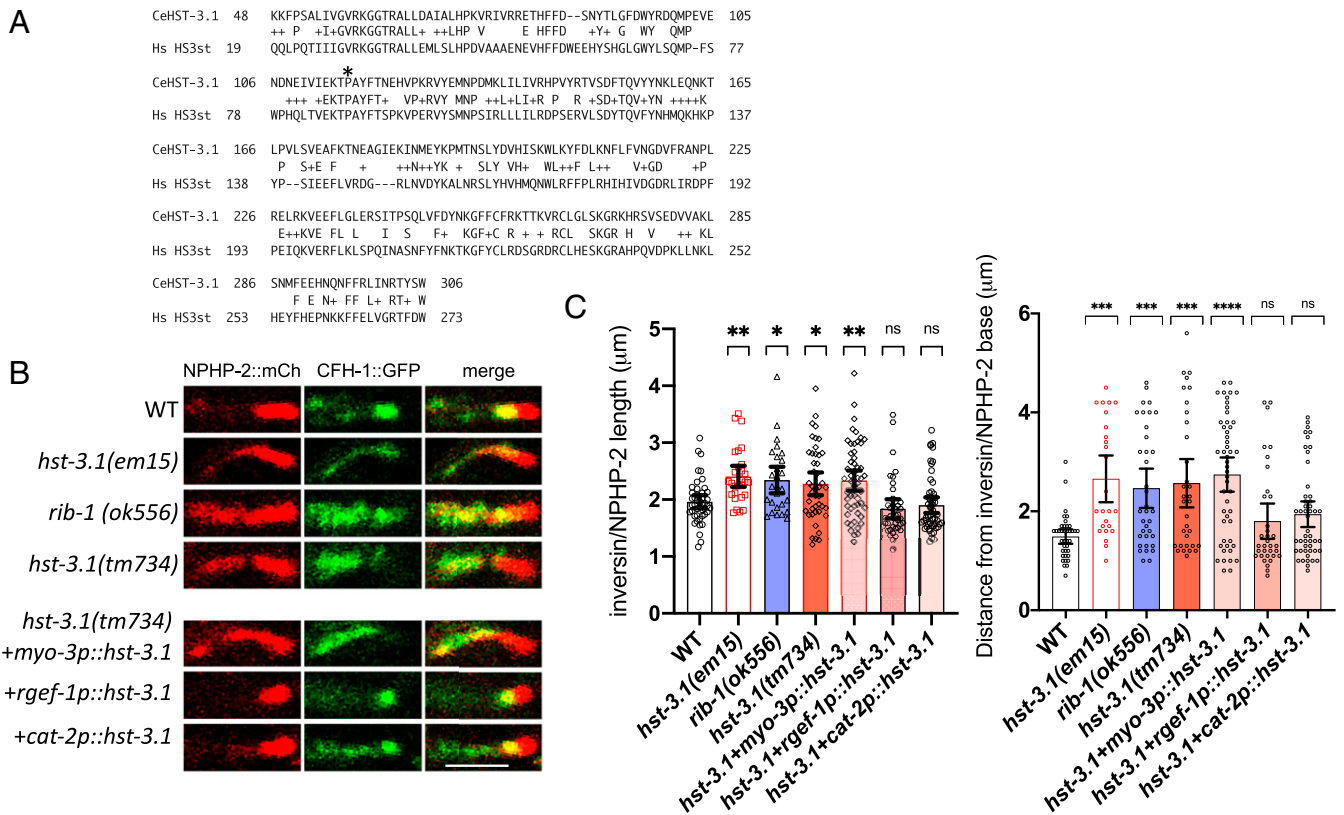 A
CeHST-3.1 48 KKFPSALIVGVRKGGTRALLDAIALHPKVRIVRRETHFFD--SNYTLGFDWYRDQMPEVE 105
++ P +I+GVRKGGTRALL+ ++LHP V E HFFD +Y+ G WY QMP
Hs HS3st 19 QQLPQTIIIGVRKGGTRALLEMLSLHPDVAAAENEVHFFDWEEHYSHGLGWYLSQMP-FS 77
*
CeHST-3.1 106 NDNEIVIEKTPAYFTNEHVPKRVYEMNPDMKLILIVRHPVYRTVSDFTQVYYNKLEQNKT 165
+++ +EKTPAYFT+ VP+RVY MNP ++L+LI+R P R +SD+TQV+YN ++++K
Hs HS3st 78 WPHQLTVEKTPAYFTSPKVPERVYSMNPSIRLLLILRDPSERVLSDYTQVFYNHMQKHKP 137
CeHST-3.1 166 LPVLSVEAFKTNEAGIEKINMEYKPMTNSLYDVHISKWLKYFDLKNFLFVNGDVFRANPL 225
P S+E F + ++N++YK + SLY VH+ WL++F L++ V+GD +P
Hs HS3st 138 YP--SIEEFLVRDG---RLNVDYKALNRSLYHVHMQNWLRFFPLRHIHIVDGDRLIRDPF 192
CeHST-3.1 226 RELRKVEEFLGLERSITPSQLVFDYNKGFFCFRKTTKVRCLGLSKGRKHRSVSEDVVAKL 285
E++KVE FL L I S F+ KGF+C R + + RCL SKGR H V ++ KL
Hs HS3st 193 PEIQKVERFLKLSPQINASNFYFNKTKGFYCLRDSGRDRCLHESKGRAHPQVDPKLLNKL 252
CeHST-3.1 286 SNMFEEHNQNFFRLINRTYSW 306
F E N+ FF L+ RT+ W
Hs HS3st 253 HEYFHEPNKKFFELVGRTFDW 273
B
NPHP-2::mCh CFH-1::GFP merge
WT
hst-3.1(em15)
rib-1 (ok556)
hst-3.1(tm734)
hst-3.1(tm734)
+myo-3p::hst-3.1
+rgef-1p::hst-3.1
+cat-2p::hst-3.1
C
inversin/NPHP-2 length (μm)
5
4
3
2
1
0
** * * ** ns ns
WT
hst-3.1(em15)
rib-1(ok556)
hst-3.1(tm734)
hst-3.1+myo-3p::hst-3.1
hst-3.1+rgef-1p::hst-3.1
hst-3.1+cat-2p::hst-3.1
Distance from inversin/NPHP-2 base (μm)
6
4
2
0
*** *** *** **** ns ns
WT
hst-3.1(em15)
rib-1(ok556)
hst-3.1(tm734)
hst-3.1+myo-3p::hst-3.1
hst-3.1+rgef-1p::hst-3.1
hst-3.1+cat-2p::hst-3.1